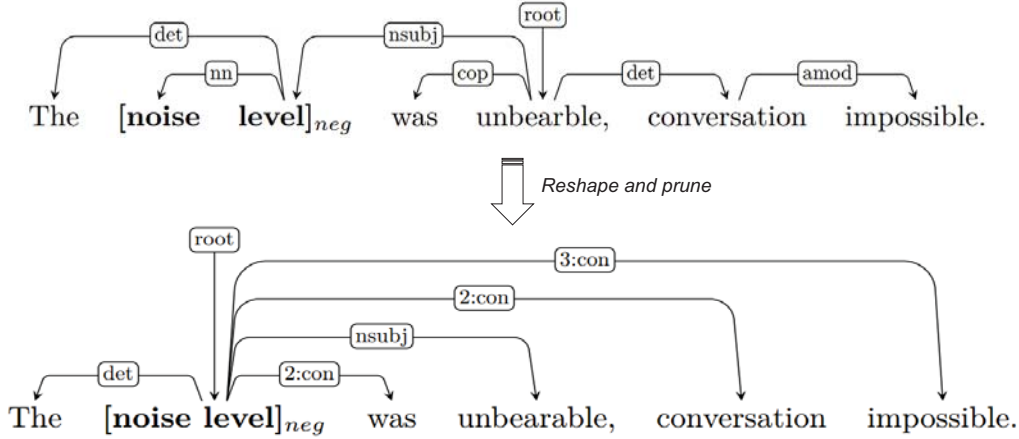 root
det nsubj
nn cop det amod
The [noise level]neg was unbearble, conversation impossible.
Reshape and prune
root
3:con
2:con
nsubj
det 2:con
The [noise level]neg was unbearable, conversation impossible.